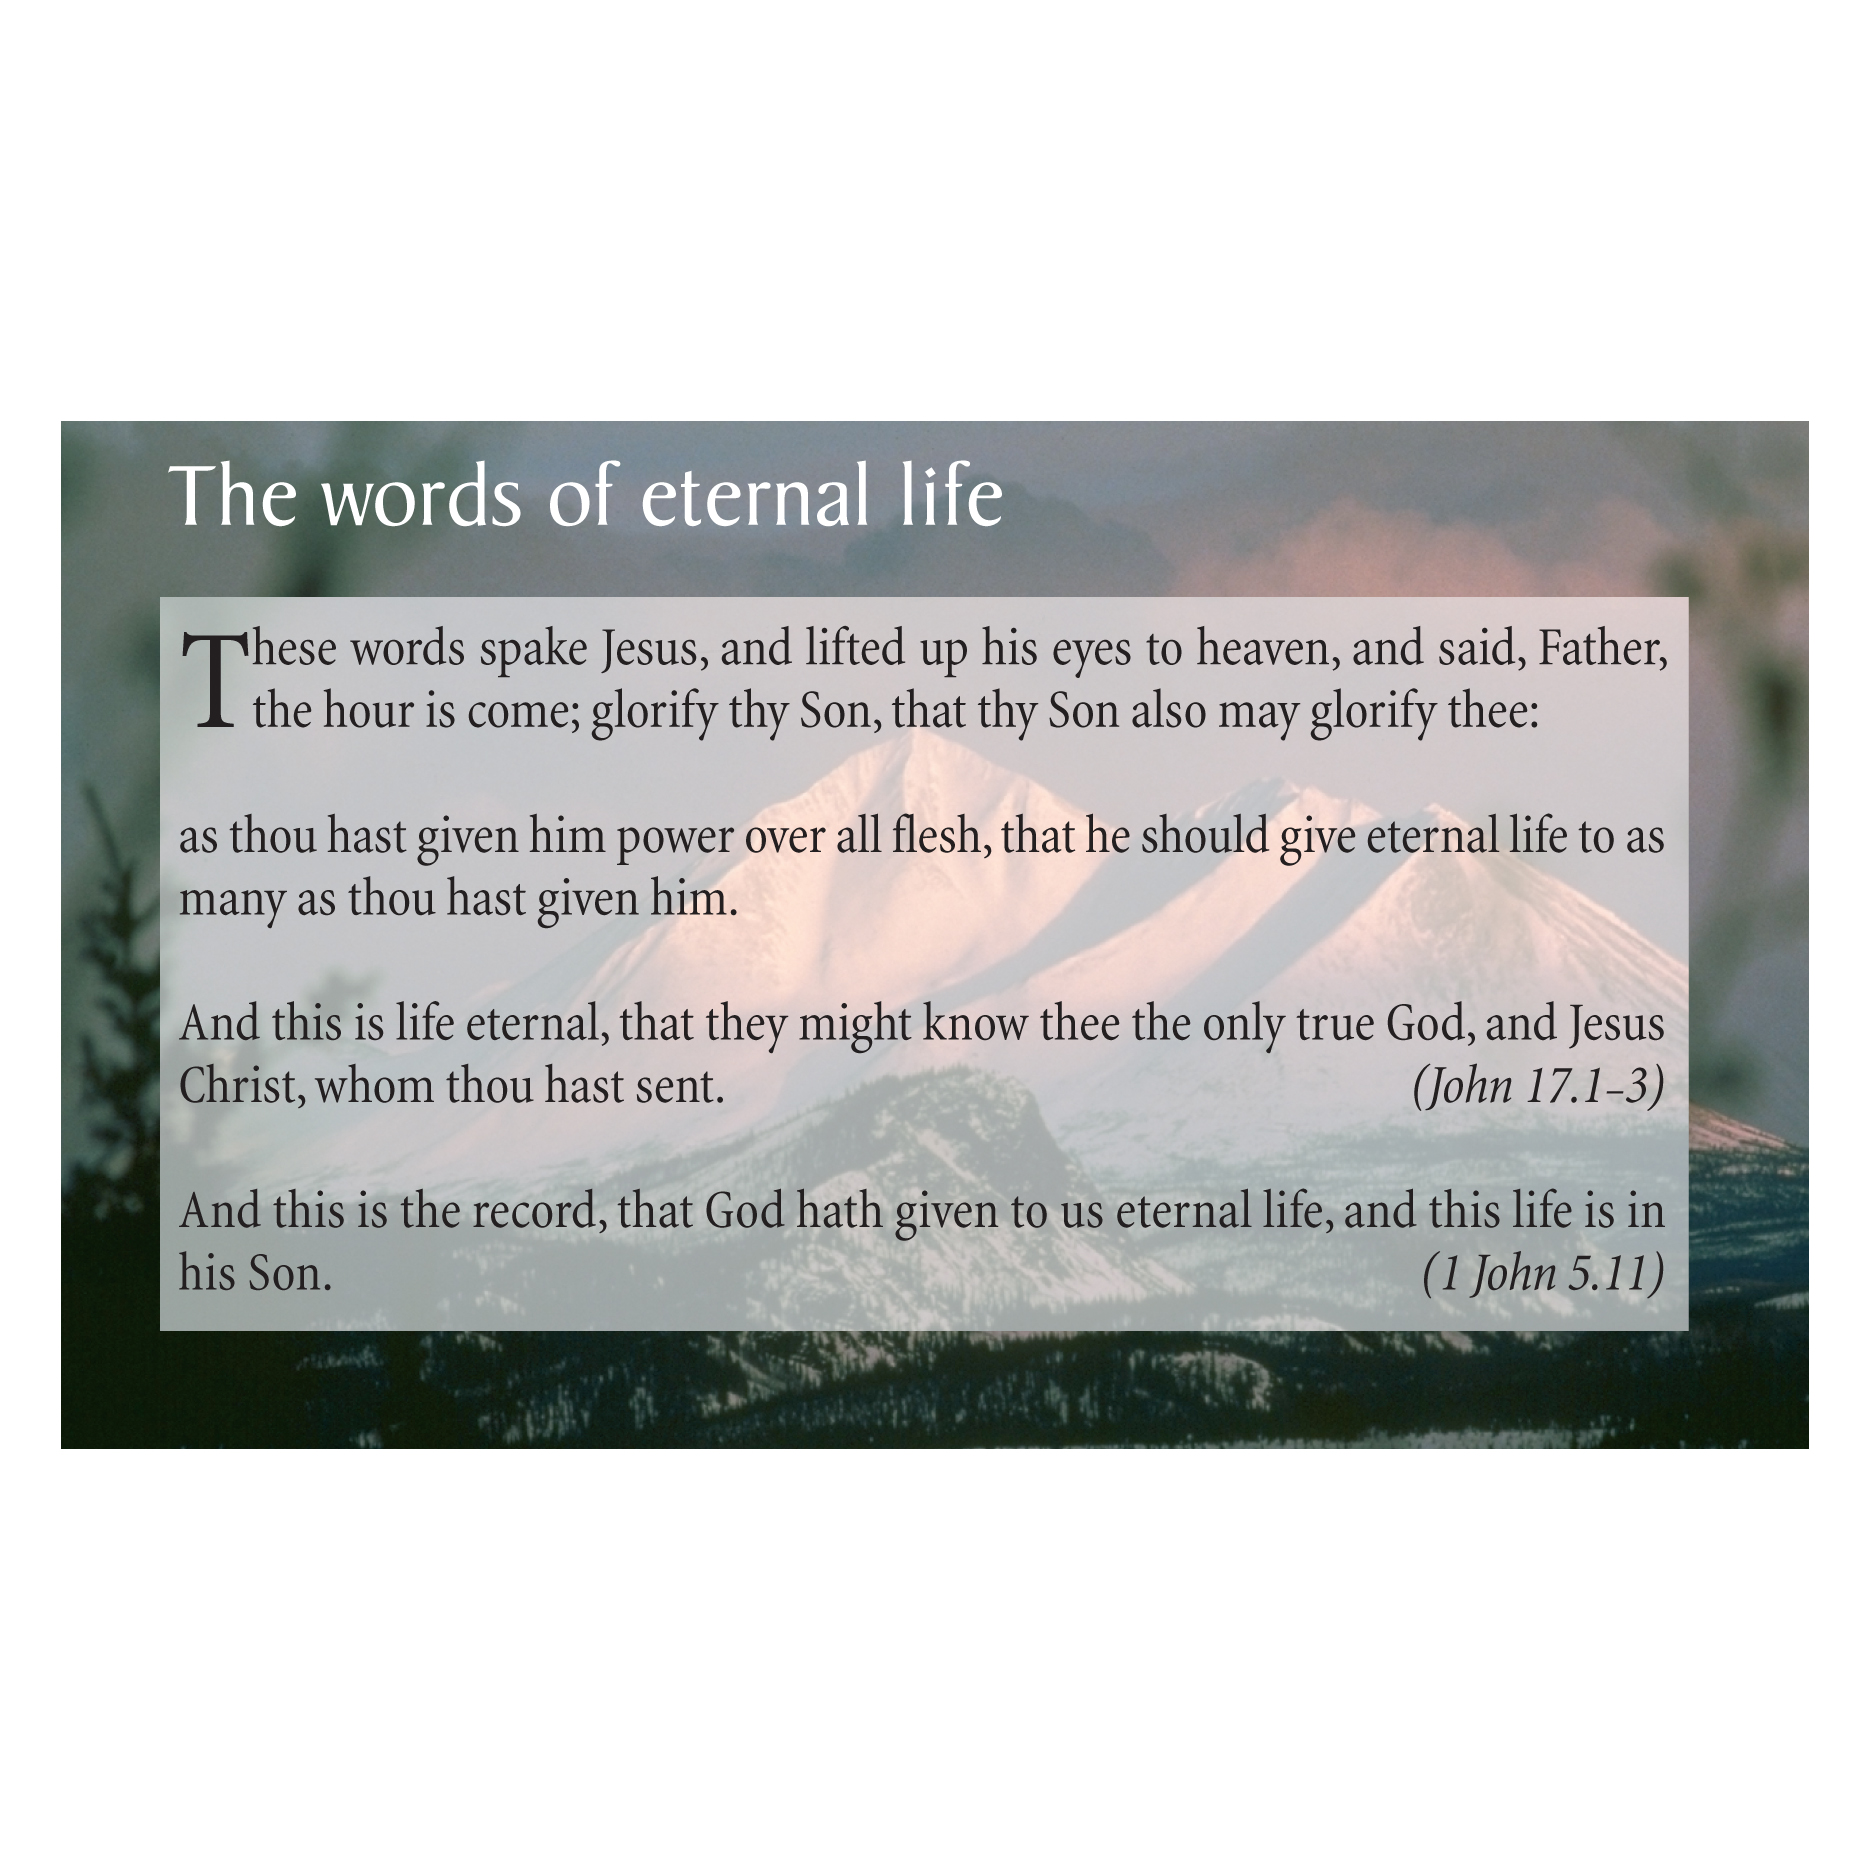 The words of eternal life
These words spake Jesus, and lifted up his eyes to heaven, and said, Father,
the hour is come; glorify thy Son, that thy Son also may glorify thee:
as thou hast given him power over all flesh, that he should give eternal life to as
many as thou hast given him.
And this is life eternal, that they might know thee the only true God, and Jesus
Christ, whom thou hast sent. (John 17.1–3)
And this is the record, that God hath given to us eternal life, and this life is in
his Son. (1 John 5.11)